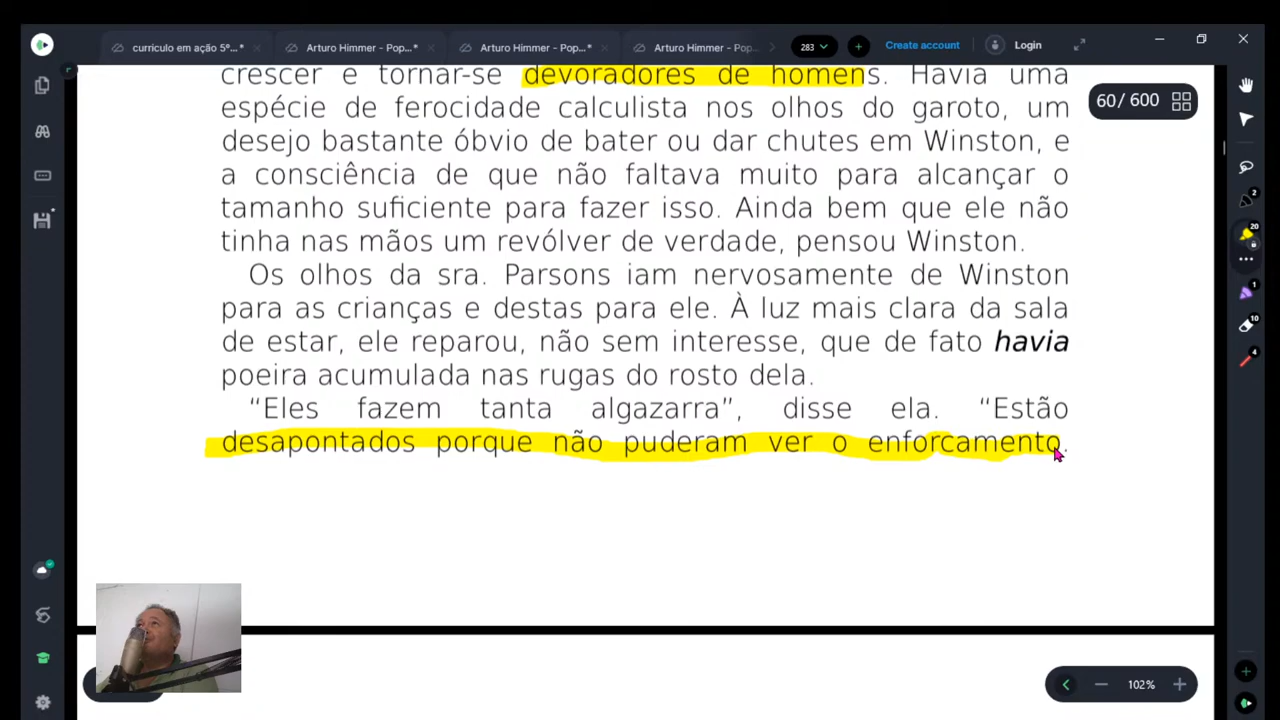 curriculo em ação 5º...*
Arturo Himmer - Pop...*
Arturo Himmer - Pop...*
Arturo Himmer - Pop...
283
Create account
Login
60 / 600
crescer e tornar-se devoradores de homens. Havia uma
espécie de ferocidade calculista nos olhos do garoto, um
desejo bastante óbvio de bater ou dar chutes em Winston, e
a consciência de que não faltava muito para alcançar o
tamanho suficiente para fazer isso. Ainda bem que ele não
tinha nas mãos um revólver de verdade, pensou Winston.
Os olhos da sra. Parsons iam nervosamente de Winston
para as crianças e destas para ele. À luz mais clara da sala
de estar, ele reparou, não sem interesse, que de fato havia
poeira acumulada nas rugas do rosto dela.
“Eles fazem tanta algazarra”, disse ela. “Estão
desapontados porque não puderam ver o enforcamento.
2
20
1
10
4
102%